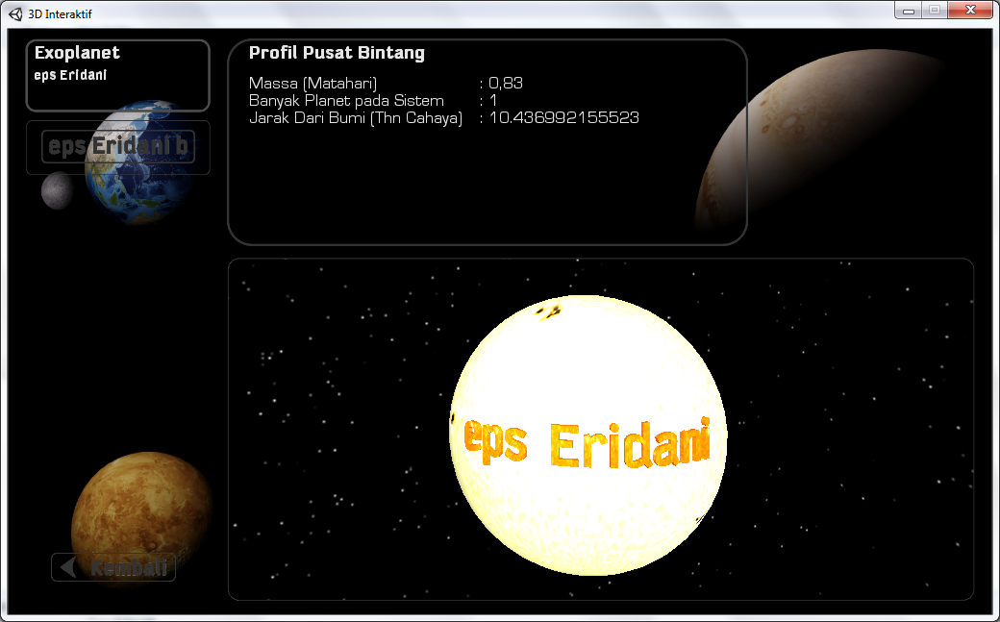 3D Interaktif
Exoplanet
eps Eridani
eps Eridani b
Kembali
Profil Pusat Bintang
Massa (Matahari) : 0,83
Banyak Planet pada Sistem : 1
Jarak Dari Bumi (Thn Cahaya) : 10.436992155523
eps Eridani